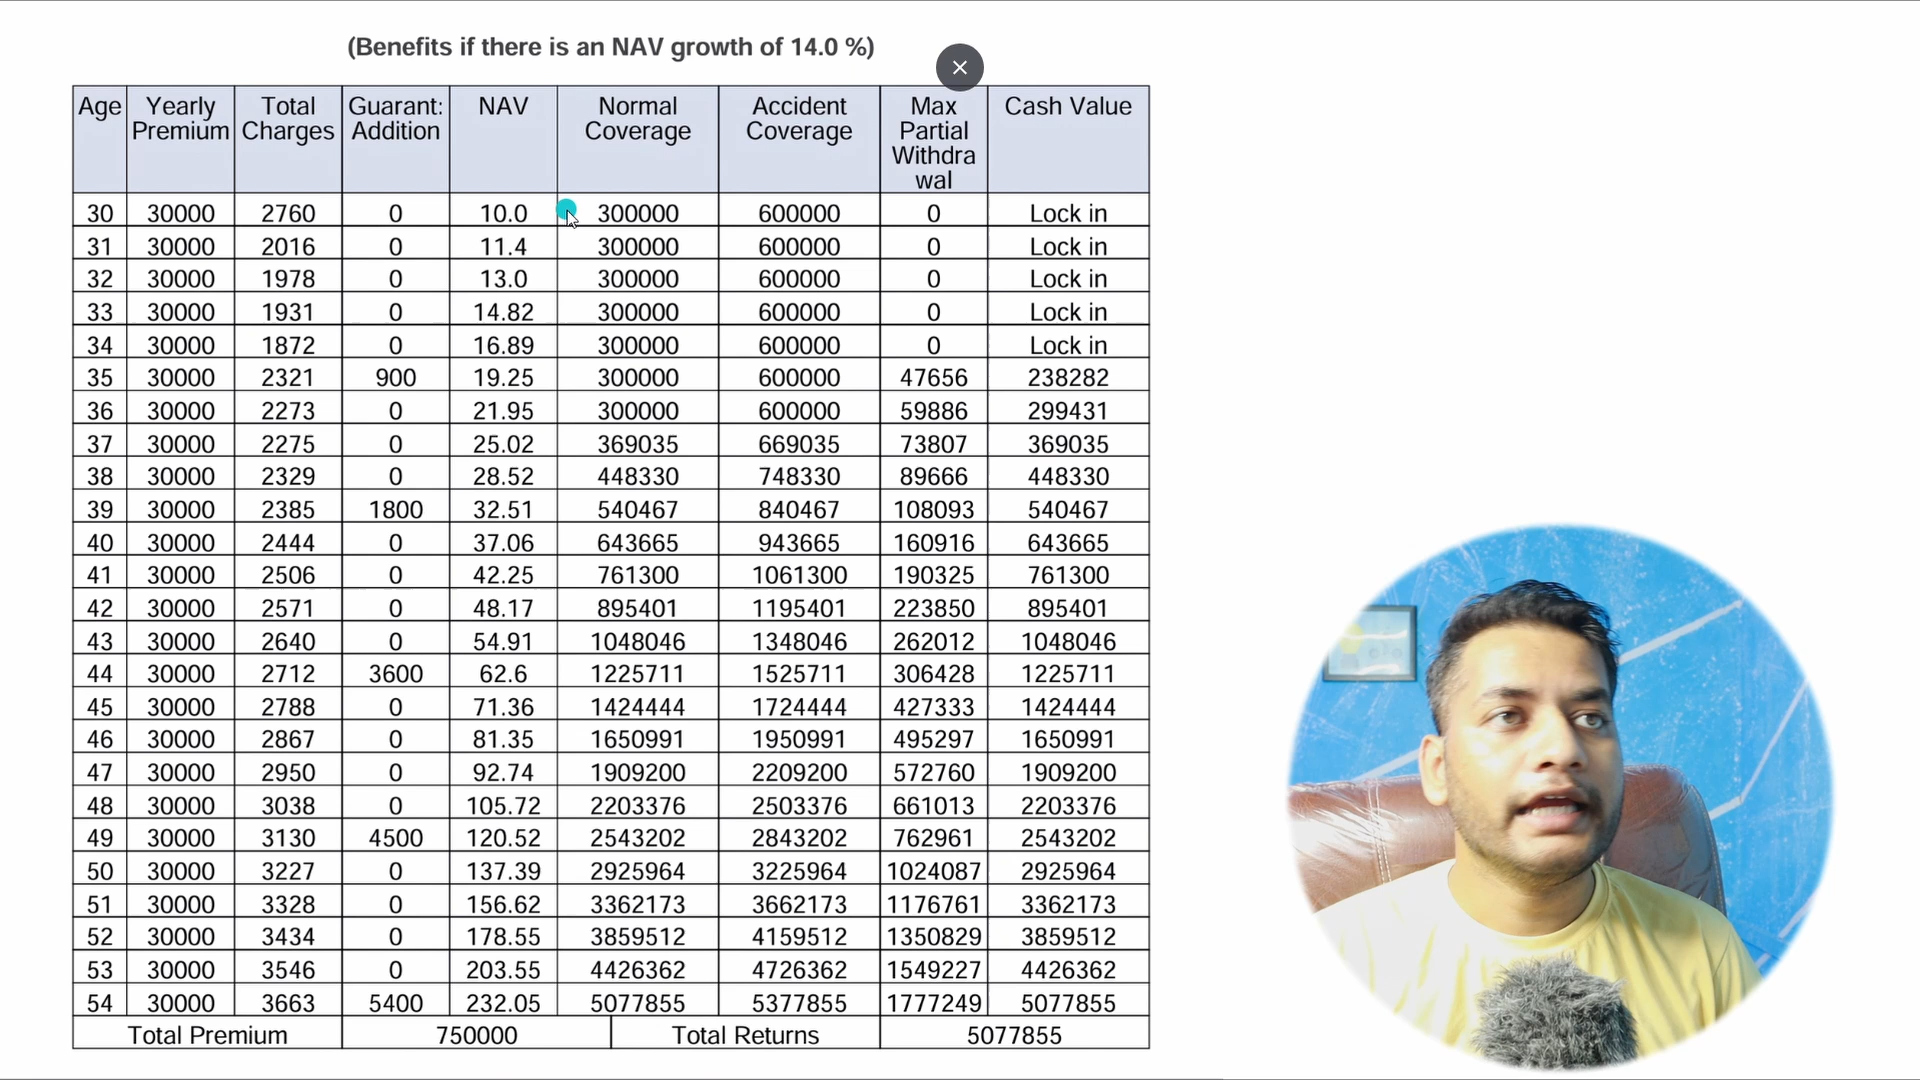 (Benefits if there is an NAV growth of 14.0 %)
Age Yearly Premium Total Charges Guarant: Addition NAV Normal Coverage Accident Coverage Max Partial Withdra wal Cash Value
30 30000 2760 0 10.0 300000 600000 0 Lock in
31 30000 2016 0 11.4 300000 600000 0 Lock in
32 30000 1978 0 13.0 300000 600000 0 Lock in
33 30000 1931 0 14.82 300000 600000 0 Lock in
34 30000 1872 0 16.89 300000 600000 0 Lock in
35 30000 2321 900 19.25 300000 600000 47656 238282
36 30000 2273 0 21.95 300000 600000 59886 299431
37 30000 2275 0 25.02 369035 669035 73807 369035
38 30000 2329 0 28.52 448330 748330 89666 448330
39 30000 2385 1800 32.51 540467 840467 108093 540467
40 30000 2444 0 37.06 643665 943665 160916 643665
41 30000 2506 0 42.25 761300 1061300 190325 761300
42 30000 2571 0 48.17 895401 1195401 223850 895401
43 30000 2640 0 54.91 1048046 1348046 262012 1048046
44 30000 2712 3600 62.6 1225711 1525711 306428 1225711
45 30000 2788 0 71.36 1424444 1724444 427333 1424444
46 30000 2867 0 81.35 1650991 1950991 495297 1650991
47 30000 2950 0 92.74 1909200 2209200 572760 1909200
48 30000 3038 0 105.72 2203376 2503376 661013 2203376
49 30000 3130 4500 120.52 2543202 2843202 762961 2543202
50 30000 3227 0 137.39 2925964 3225964 1024087 2925964
51 30000 3328 0 156.62 3362173 3662173 1176761 3362173
52 30000 3434 0 178.55 3859512 4159512 1350829 3859512
53 30000 3546 0 203.55 4426362 4726362 1549227 4426362
54 30000 3663 5400 232.05 5077855 5377855 1777249 5077855
Total Premium 750000 Total Returns 5077855